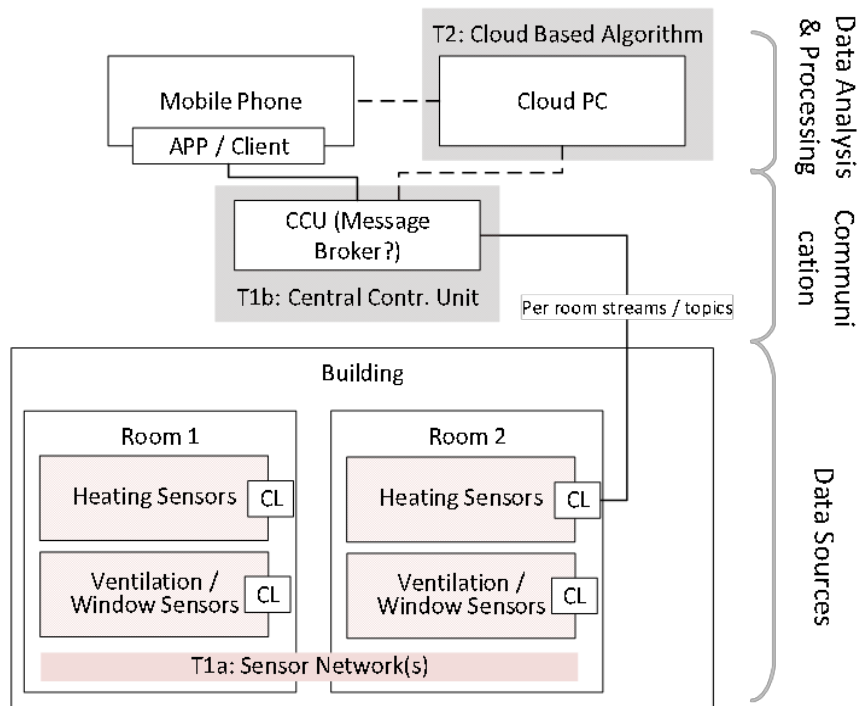 T2: Cloud Based Algorithm
Mobile Phone
Cloud PC
APP / Client
CCU (Message
Broker?)
T1b: Central Contr. Unit
Per room streams / topics
Building
Room 1
Heating Sensors
CL
Ventilation /
Window Sensors
CL
Room 2
Heating Sensors
CL
Ventilation /
Window Sensors
CL
T1a: Sensor Network(s)
Data Analysis
& Processing
Communi
cation
Data Sources